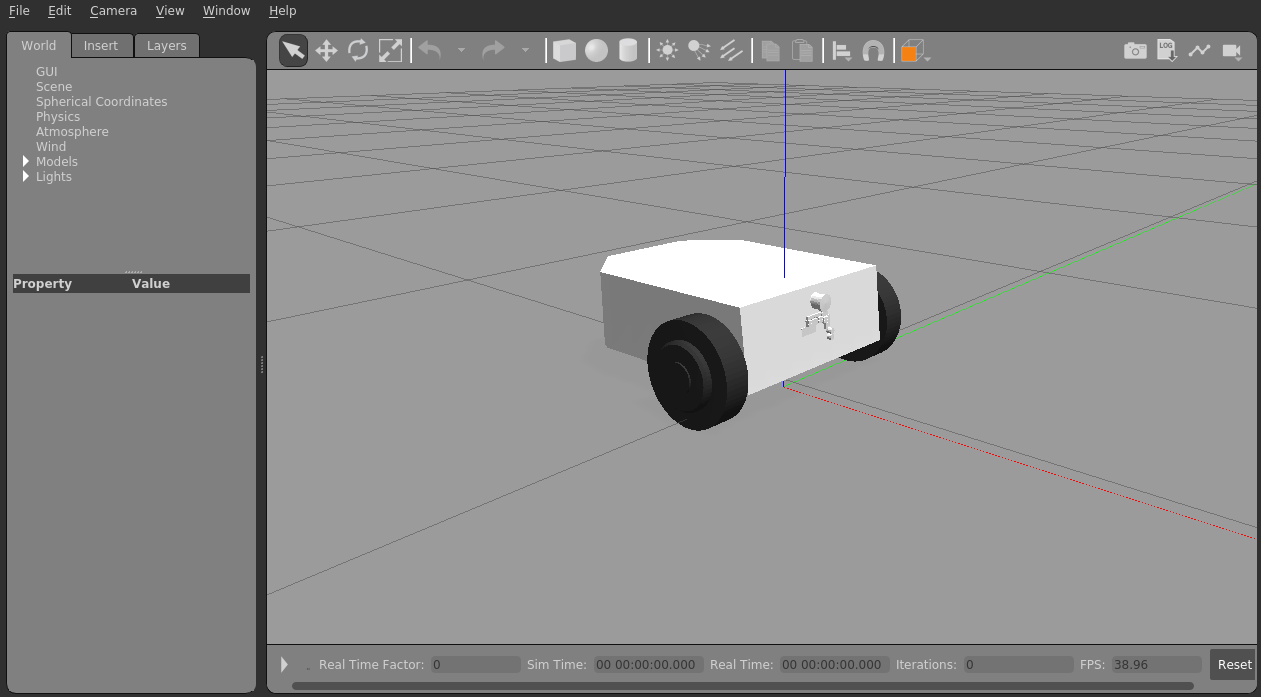 File Edit Camera View Window Help
World Insert Layers
GUI
Scene
Spherical Coordinates
Physics
Atmosphere
Wind
Models
Lights
Property Value
LOG
Real Time Factor: 0 Sim Time: 00 00:00:00.000 Real Time: 00 00:00:00.000 Iterations: 0 FPS: 38.96 Reset